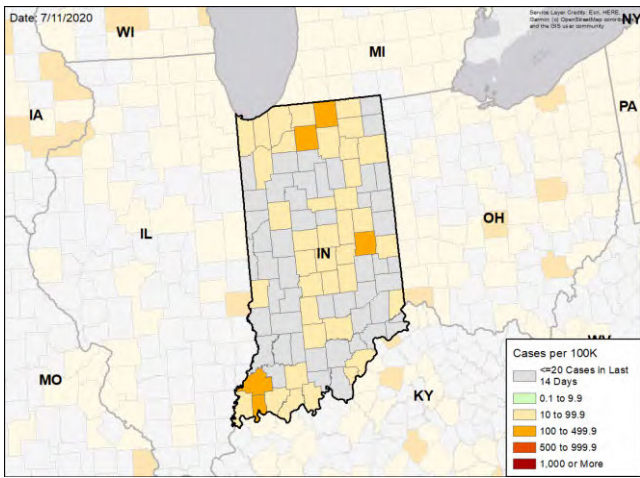 Date: 7/11/2020
Service Layer Credits: Esri, HERE,
Garmin, (c) OpenStreetMap
and the GIS user community
NY
WI
MI
IA
PA
IL
IN
OH
MO
KY
Cases per 100K
<=20 Cases in Last
14 Days
0.1 to 9.9
10 to 99.9
100 to 499.9
500 to 999.9
1,000 or More